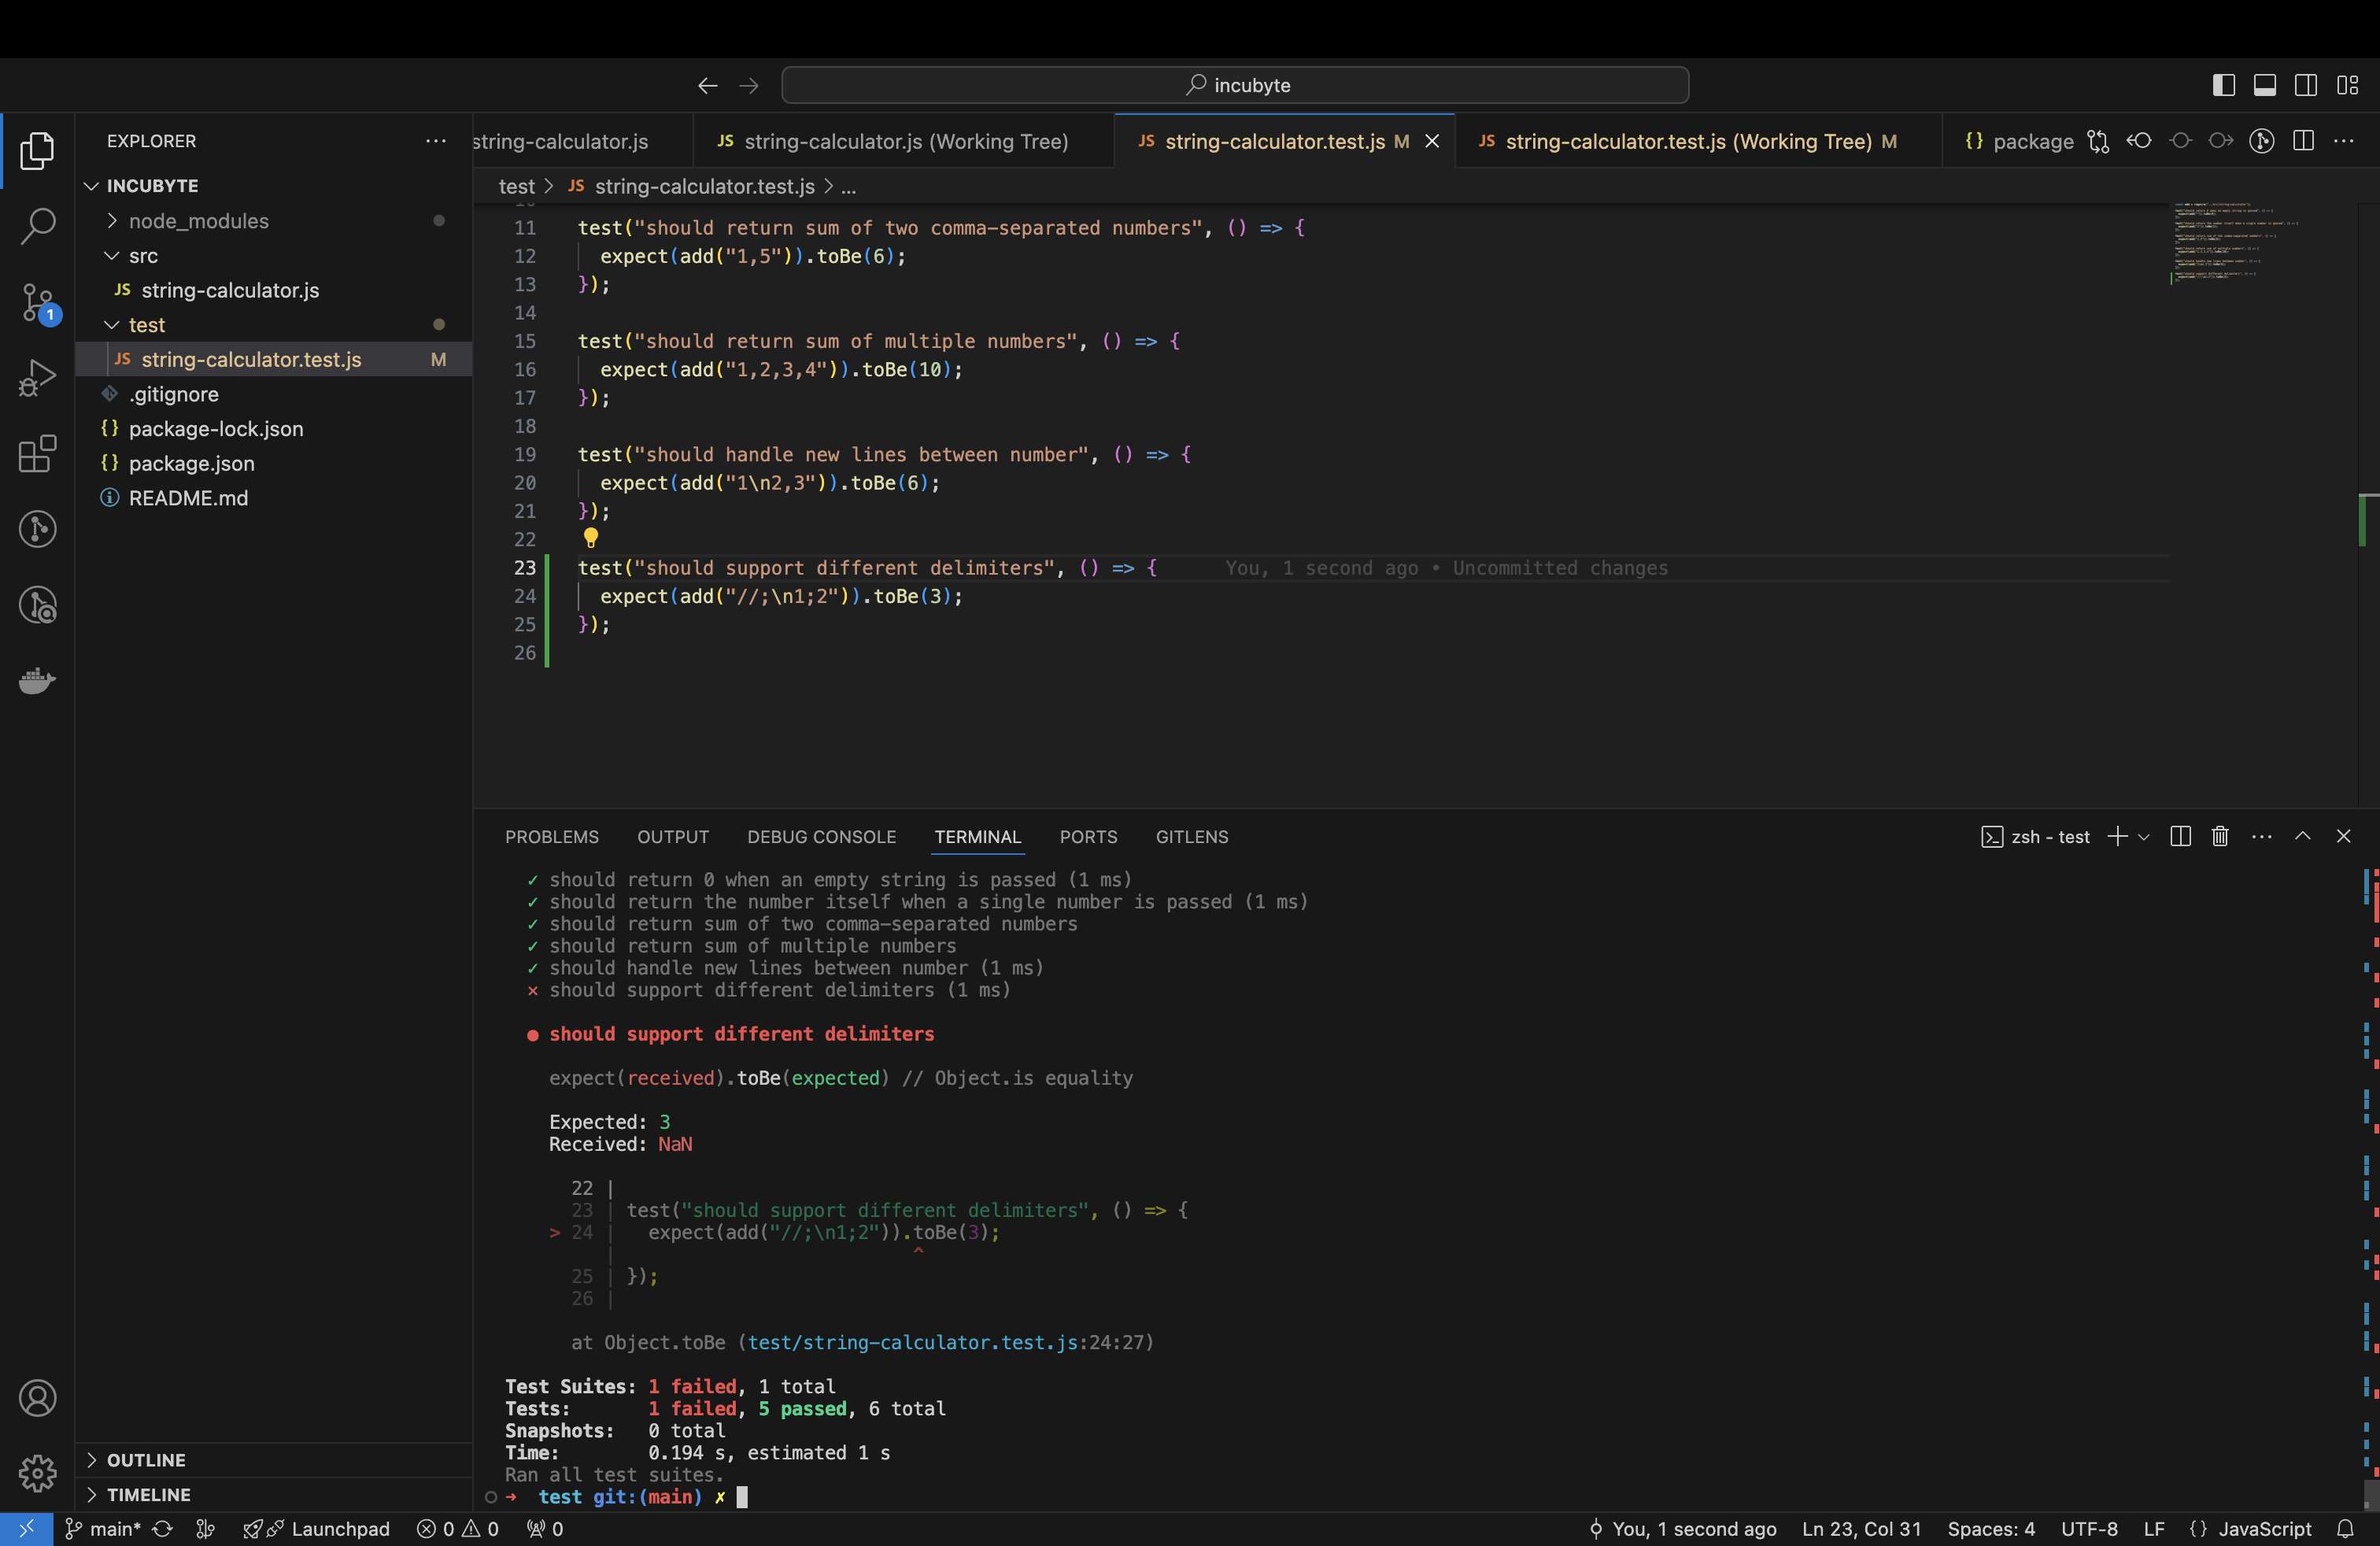 incubyte
EXPLORER
INCUBYTE
node_modules
src
JS string-calculator.js
test
JS string-calculator.test.js M
.gitignore
{} package-lock.json
{} package.json
README.md
OUTLINE
TIMELINE
1
string-calculator.js
JS string-calculator.js (Working Tree)
JS string-calculator.test.js M
JS string-calculator.test.js (Working Tree) M
{} package
test > JS string-calculator.test.js > ...
11 test("should return sum of two comma-separated numbers", () => {
12 expect(add("1,5")).toBe(6);
13 });
14
15 test("should return sum of multiple numbers", () => {
16 expect(add("1,2,3,4")).toBe(10);
17 });
18
19 test("should handle new lines between number", () => {
20 expect(add("1\n2,3")).toBe(6);
21 });
22
23 test("should support different delimiters", () => { You, 1 second ago • Uncommitted changes
24 expect(add("//;\n1;2")).toBe(3);
25 });
26
PROBLEMS OUTPUT DEBUG CONSOLE TERMINAL PORTS GITLENS
zsh - test
✓ should return 0 when an empty string is passed (1 ms)
✓ should return the number itself when a single number is passed (1 ms)
✓ should return sum of two comma-separated numbers
✓ should return sum of multiple numbers
✓ should handle new lines between number (1 ms)
✕ should support different delimiters (1 ms)
● should support different delimiters
expect(received).toBe(expected) // Object.is equality
Expected: 3
Received: NaN
22 |
23 | test("should support different delimiters", () => {
> 24 | expect(add("//;\n1;2")).toBe(3);
| ^
25 | });
26 |
at Object.toBe (test/string-calculator.test.js:24:27)
Test Suites: 1 failed, 1 total
Tests: 1 failed, 5 passed, 6 total
Snapshots: 0 total
Time: 0.194 s, estimated 1 s
Ran all test suites.
➜ test git:(main) ✗
main* Launchpad 0 0 0
You, 1 second ago Ln 23, Col 31 Spaces: 4 UTF-8 LF {} JavaScript